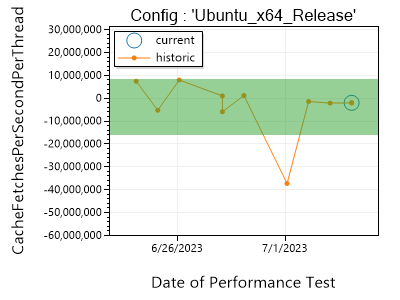 Config : 'Ubuntu_x64_Release'
CacheFetchesPerSecondPerThread
30,000,000
20,000,000
10,000,000
0
-10,000,000
-20,000,000
-30,000,000
-40,000,000
-50,000,000
-60,000,000
current
historic
6/26/2023
7/1/2023
Date of Performance Test